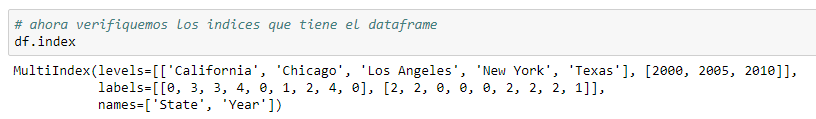 # ahora verifiquemos los indices que tiene el dataframe
df.index
MultiIndex(levels=[['California', 'Chicago', 'Los Angeles', 'New York', 'Texas'], [2000, 2005, 2010]],
labels=[[0, 3, 3, 4, 0, 1, 2, 4, 0], [2, 2, 0, 0, 0, 2, 2, 2, 1]],
names=['State', 'Year'])